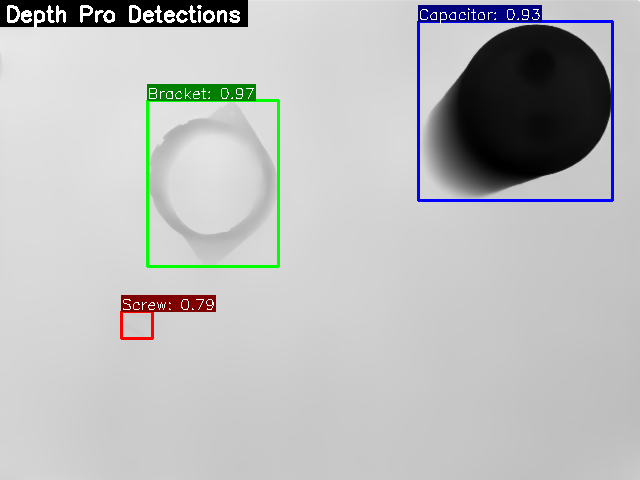 Depth Pro Detections
Capacitor: 0.93
Bracket: 0.97
Screw: 0.79